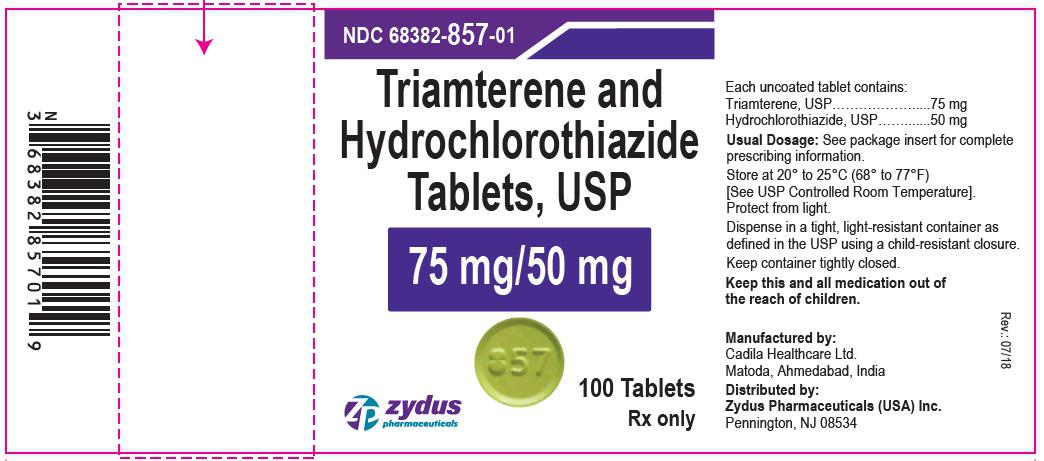 N
3 68382 85701 9
NDC 68382-857-01
Triamterene and
Hydrochlorothiazide
Tablets, USP
75 mg/50 mg
857
100 Tablets
Rx only
zydus
pharmaceuticals
Each uncoated tablet contains:
Triamterene, USP......................75 mg
Hydrochlorothiazide, USP.............50 mg
Usual Dosage: See package insert for complete
prescribing information.
Store at 20° to 25°C (68° to 77°F)
[See USP Controlled Room Temperature].
Protect from light.
Dispense in a tight, light-resistant container as
defined in the USP using a child-resistant closure.
Keep container tightly closed.
Keep this and all medication out of
the reach of children.
Manufactured by:
Cadila Healthcare Ltd.
Matoda, Ahmedabad, India
Distributed by:
Zydus Pharmaceuticals (USA) Inc.
Pennington, NJ 08534
Rev.: 07/18